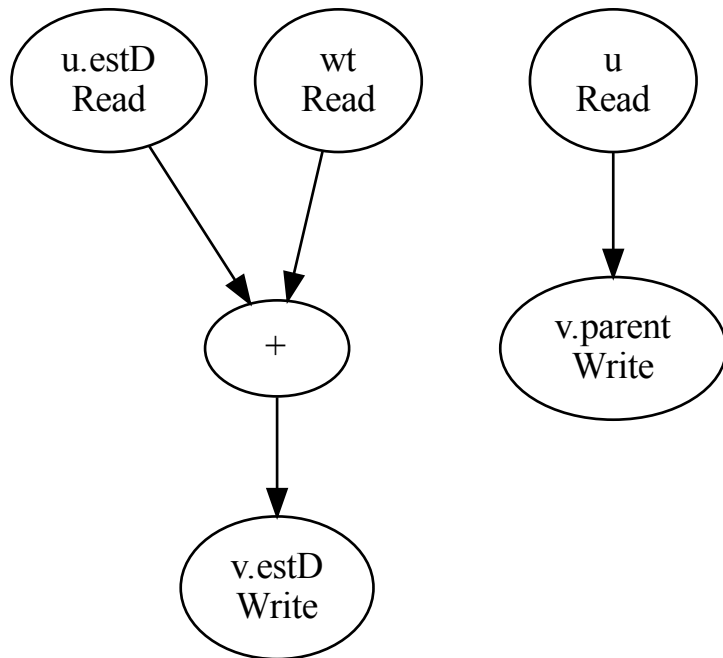 u.estD
Read
wt
Read
u
Read
+
v.parent
Write
v.estD
Write